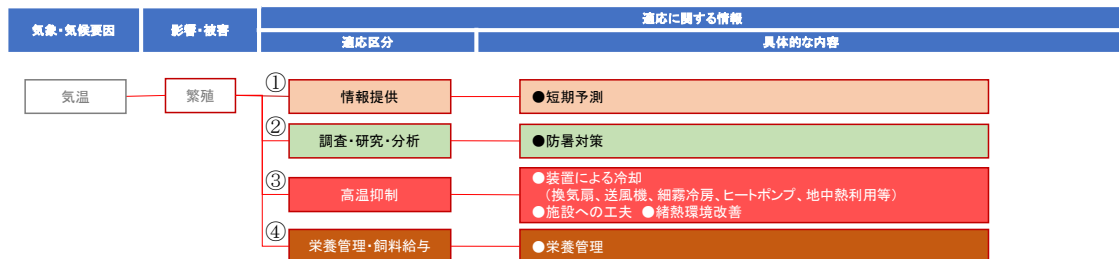 気象・気候要因
影響・被害
適応に関する情報
適応区分
具体的な内容
気温
繁殖
①
情報提供
●短期予測
②
調査・研究・分析
●防暑対策
③
高温抑制
●装置による冷却
（換気扇、送風機、細霧冷房、ヒートポンプ、地中熱利用等）
●施設への工夫 ●緒熱環境改善
④
栄養管理・飼料給与
●栄養管理